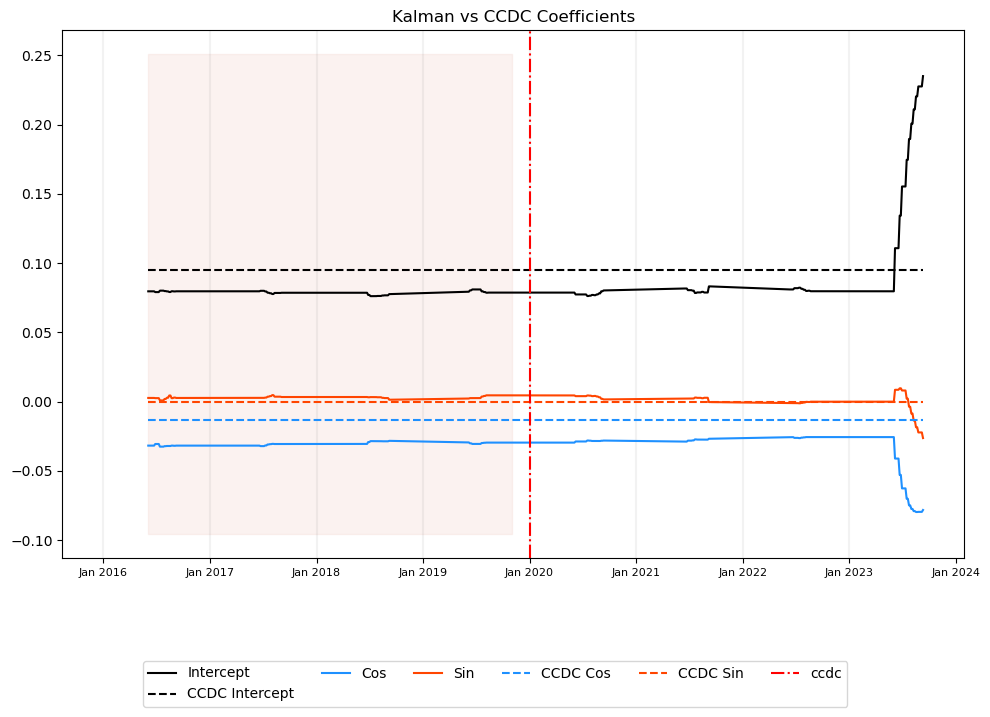 Kalman vs CCDC Coefficients
0.25
0.20
0.15
0.10
0.05
0.00
−0.05
−0.10
Jan 2016 Jan 2017 Jan 2018 Jan 2019 Jan 2020 Jan 2021 Jan 2022 Jan 2023 Jan 2024
Intercept Cos Sin CCDC Cos CCDC Sin ccdc
CCDC Intercept